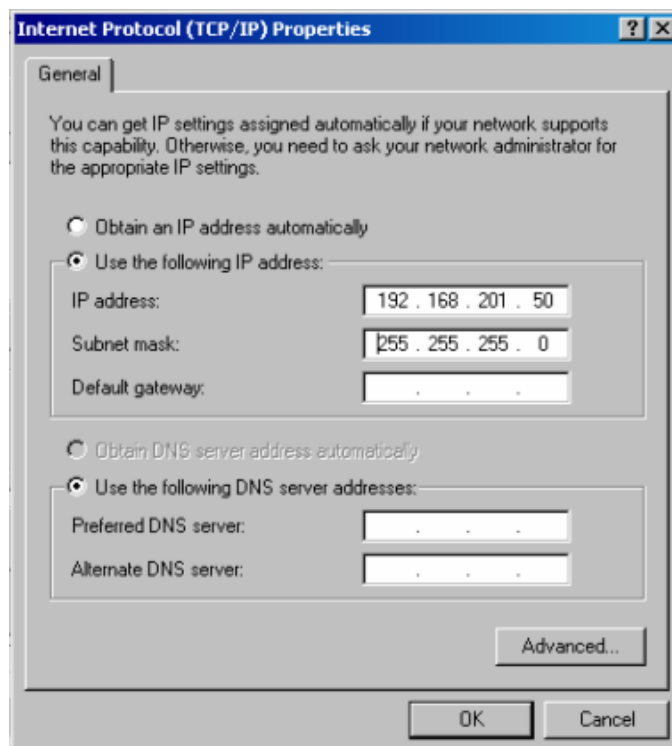 Internet Protocol (TCP/IP) Properties
General
You can get IP settings assigned automatically if your network supports
this capability. Otherwise, you need to ask your network administrator for
the appropriate IP settings.
Obtain an IP address automatically
Use the following IP address:
IP address: 192 . 168 . 201 . 50
Subnet mask: 255 . 255 . 255 . 0
Default gateway: . . .
Obtain DNS server address automatically
Use the following DNS server addresses:
Preferred DNS server: . . .
Alternate DNS server: . . .
Advanced...
OK Cancel